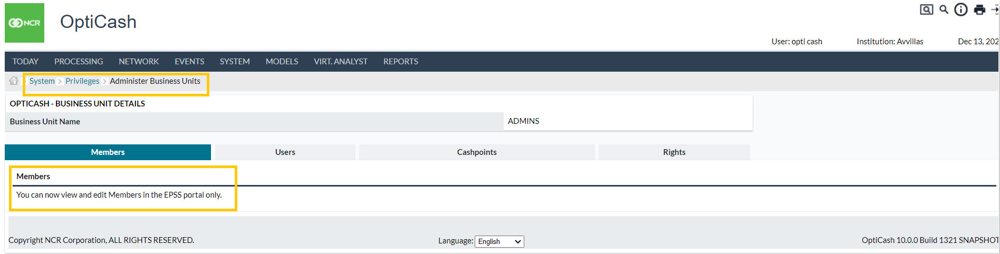 NCR
OptiCash
User: opti cash Institution: Avvillas Dec 13, 202
TODAY PROCESSING NETWORK EVENTS SYSTEM MODELS VIRT. ANALYST REPORTS
System > Privileges > Administer Business Units
OPTICASH - BUSINESS UNIT DETAILS
Business Unit Name ADMINS
Members Users Cashpoints Rights
Members
You can now view and edit Members in the EPSS portal only.
Copyright NCR Corporation, ALL RIGHTS RESERVED. Language: English OptiCash 10.0.0 Build 1321 SNAPSHOT